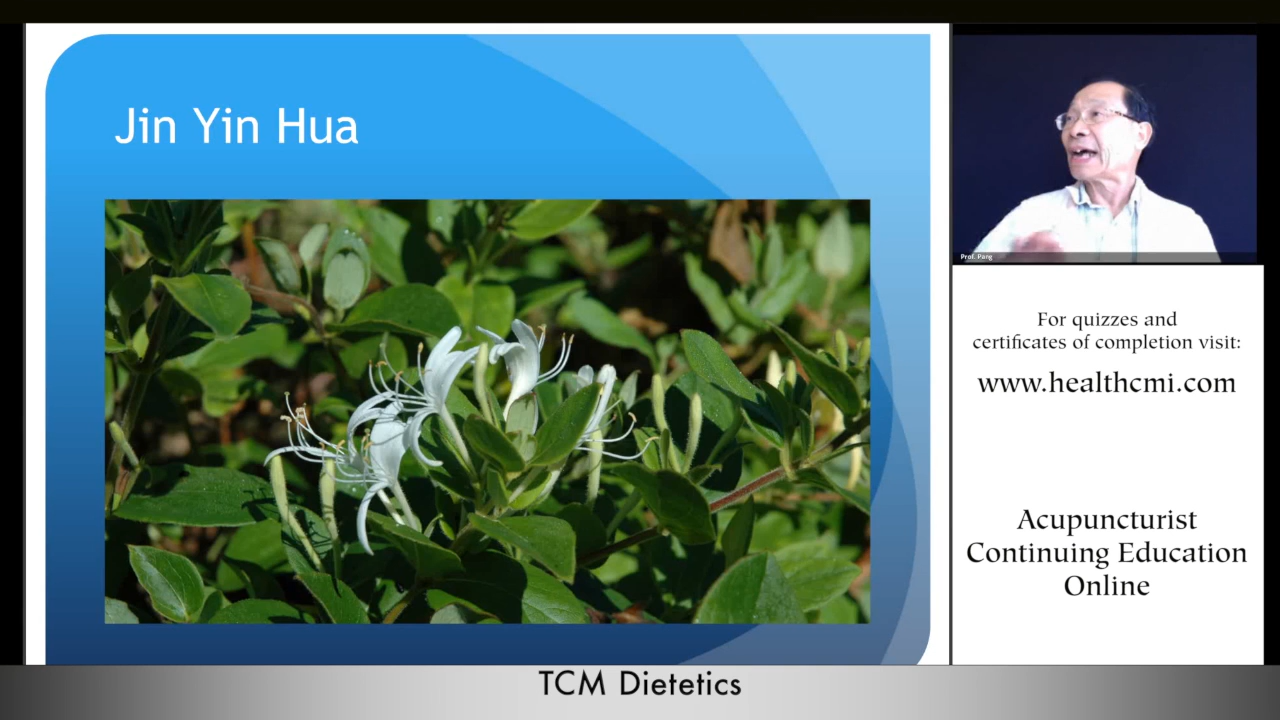 Jin Yin Hua
Prof. Pang
For quizzes and
certificates of completion visit:
www.healthcmi.com
Acupuncturist
Continuing Education
Online
TCM Dietetics